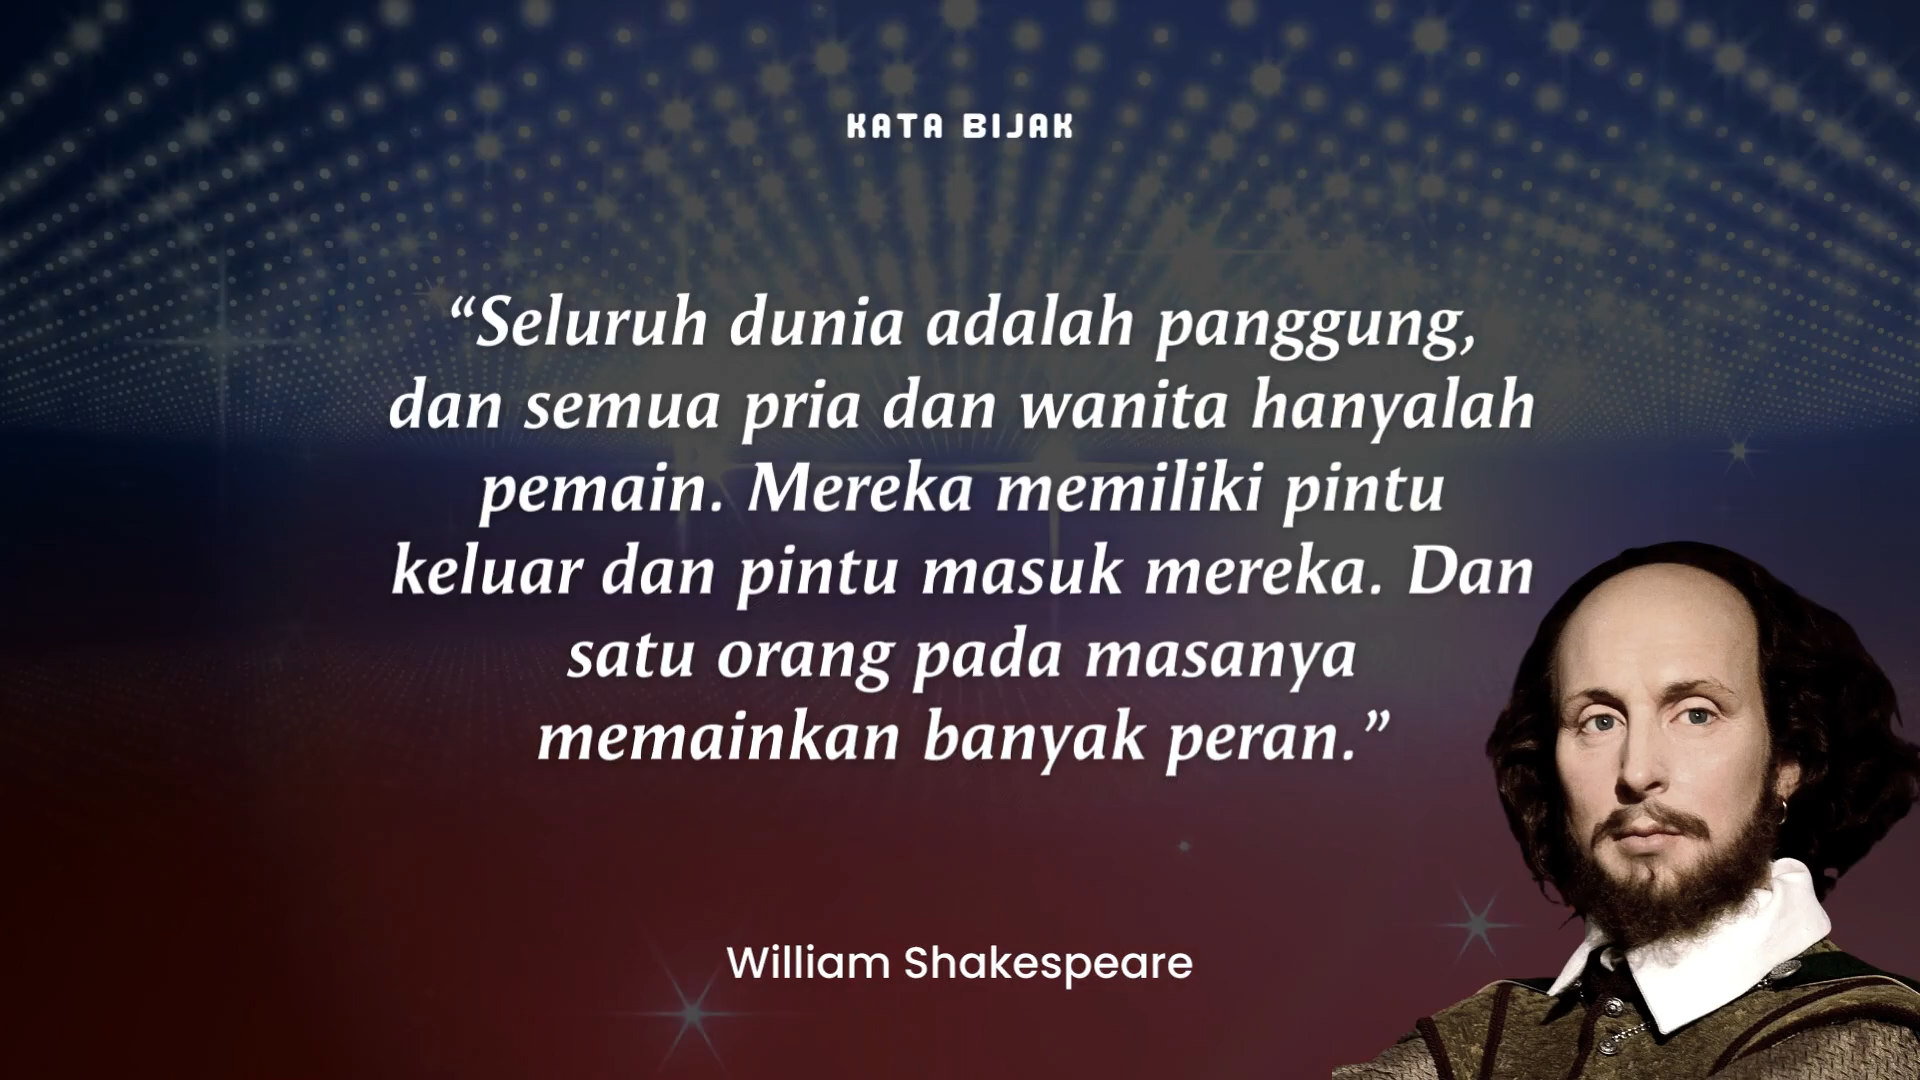 KATA BIJAK
“Seluruh dunia adalah panggung,
dan semua pria dan wanita hanyalah
pemain. Mereka memiliki pintu
keluar dan pintu masuk mereka. Dan
satu orang pada masanya
memainkan banyak peran.”
William Shakespeare